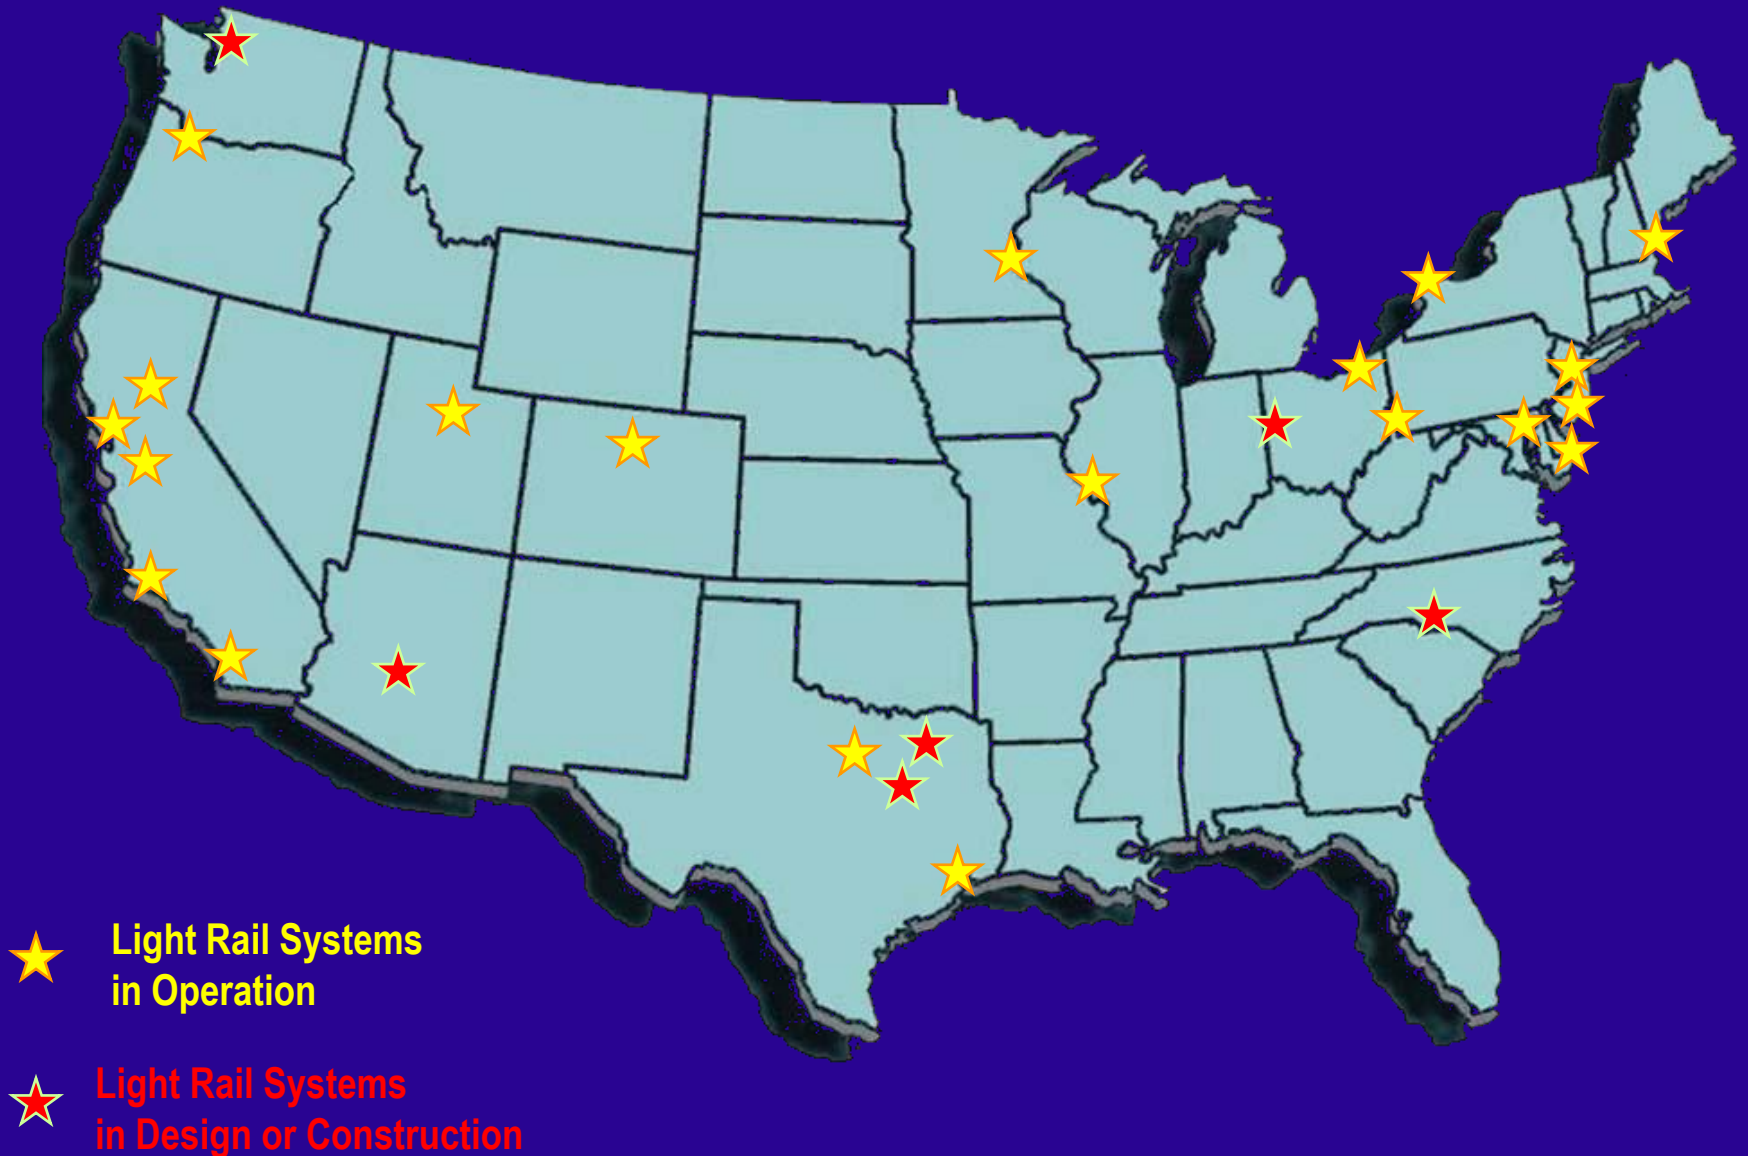 Light Rail Systems
in Operation
Light Rail Systems
in Design or Construction